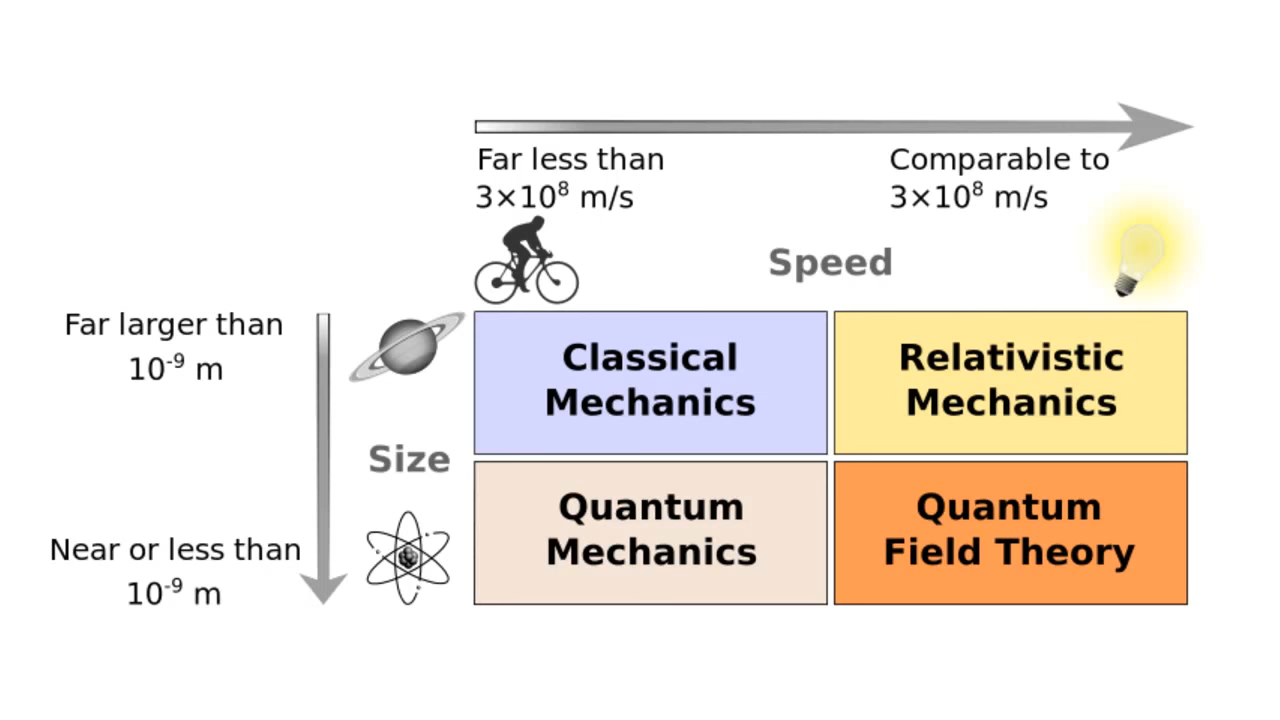 Far less than
3×10⁸ m/s
Comparable to
3×10⁸ m/s
Speed
Far larger than
10⁻⁹ m
Size
Near or less than
10⁻⁹ m
Classical
Mechanics
Relativistic
Mechanics
Quantum
Mechanics
Quantum
Field Theory